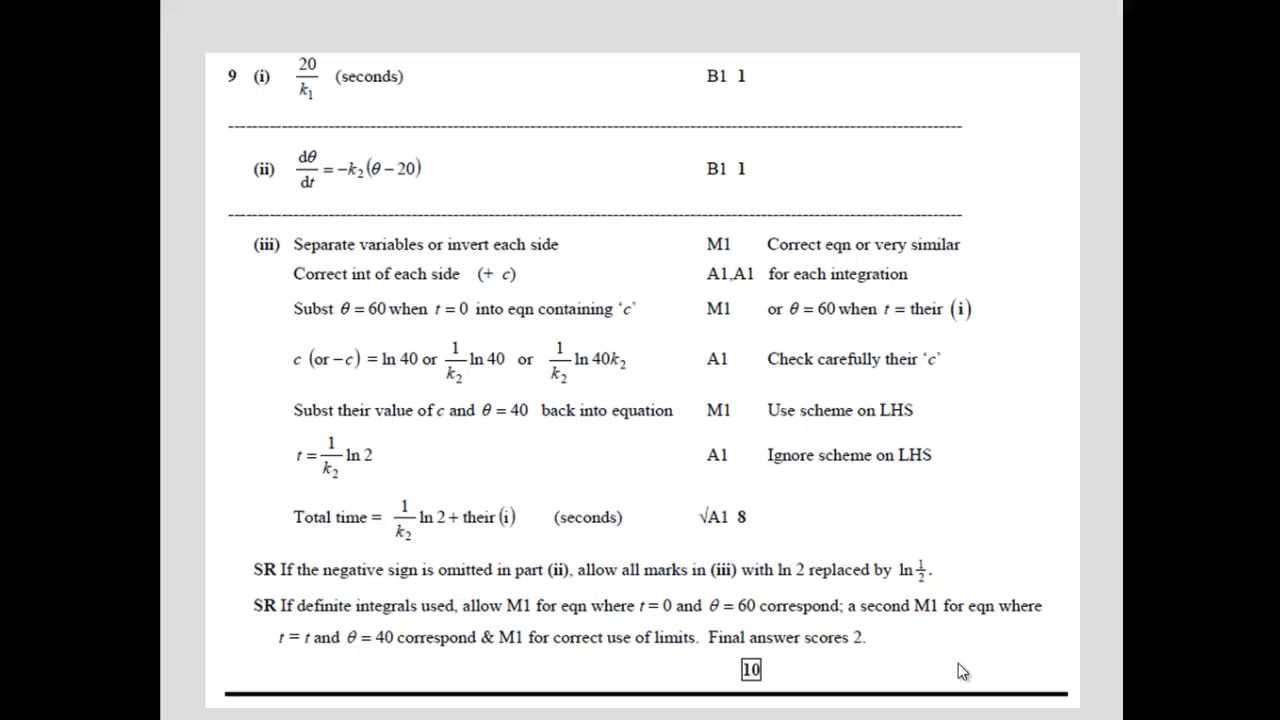 9 (i) 20/k₁ (seconds) B1 1
(ii) dθ/dt = −k₂(θ − 20) B1 1
(iii) Separate variables or invert each side M1 Correct eqn or very similar
Correct int of each side (+ c) A1,A1 for each integration
Subst θ = 60 when t = 0 into eqn containing ‘c’ M1 or θ = 60 when t = their (i)
c (or −c) = ln 40 or 1/k₂ ln 40 or 1/k₂ ln 40k₂ A1 Check carefully their ‘c’
Subst their value of c and θ = 40 back into equation M1 Use scheme on LHS
t = 1/k₂ ln 2 A1 Ignore scheme on LHS
Total time = 1/k₂ ln 2 + their (i) (seconds) √A1 8
SR If the negative sign is omitted in part (ii), allow all marks in (iii) with ln 2 replaced by ln ½.
SR If definite integrals used, allow M1 for eqn where t = 0 and θ = 60 correspond; a second M1 for eqn where
t = t and θ = 40 correspond & M1 for correct use of limits. Final answer scores 2.
10